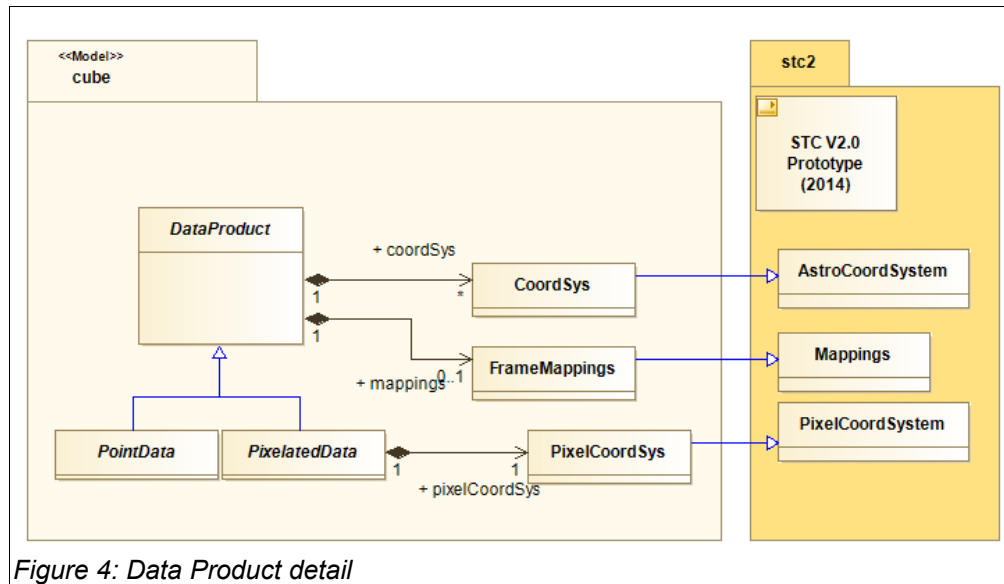 <<Model>>
cube
stc2
STC V2.0
Prototype
(2014)
DataProduct
+ coordSys
1
*
CoordSys
AstroCoordSystem
1
0..1
+ mappings
FrameMappings
Mappings
PointData
PixelatedData
1
1
+ pixelCoordSys
PixelCoordSys
PixelCoordSystem
Figure 4: Data Product detail